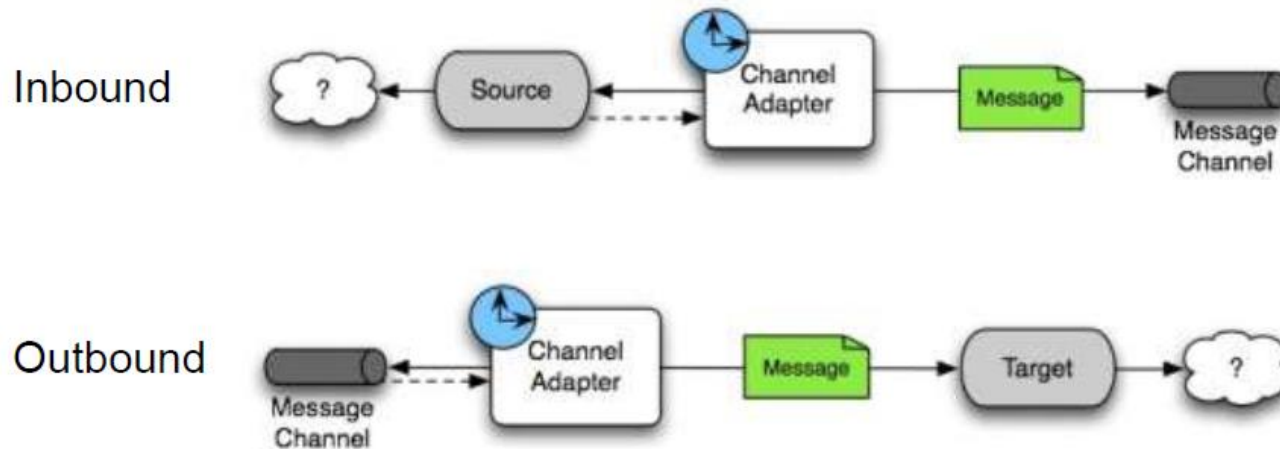 Inbound
?
Source
Channel
Adapter
Message
Message
Channel
Outbound
Message
Channel
Channel
Adapter
Message
Target
?